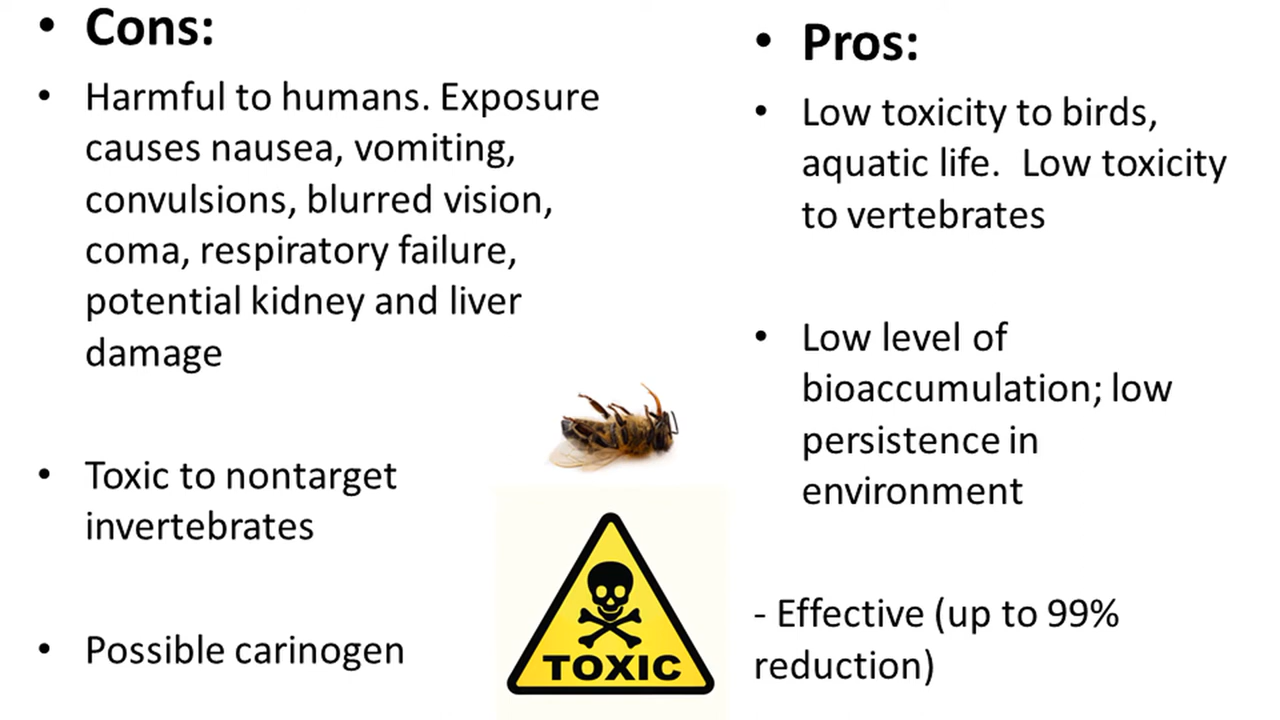 • Cons:
• Harmful to humans. Exposure
causes nausea, vomiting,
convulsions, blurred vision,
coma, respiratory failure,
potential kidney and liver
damage
• Toxic to nontarget
invertebrates
• Possible carinogen
TOXIC
• Pros:
• Low toxicity to birds,
aquatic life.  Low toxicity
to vertebrates
• Low level of
bioaccumulation; low
persistence in
environment
- Effective (up to 99%
reduction)